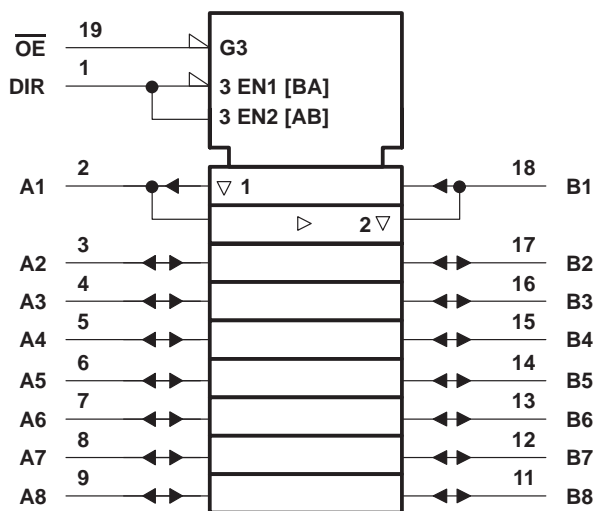 19
OE
G3
1
DIR
3 EN1 [BA]
3 EN2 [AB]
2
18
A1
▽ 1
B1
▷ 2 ▽
3
17
A2
B2
4
16
A3
B3
5
15
A4
B4
6
14
A5
B5
7
13
A6
B6
8
12
A7
B7
9
11
A8
B8